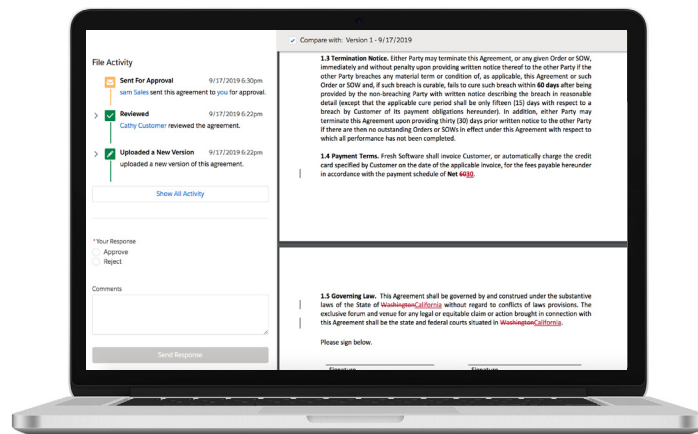 Compare with: Version 1 - 9/17/2019
File Activity
Sent For Approval 9/17/2019 6:30pm
sam Sales sent this agreement to you for approval.
Reviewed 9/17/2019 6:22pm
Cathy Customer reviewed the agreement.
Uploaded a New Version 9/17/2019 6:22pm
uploaded a new version of this agreement.
Show All Activity
*Your Response
Approve
Reject
Comments
Send Response
1.3 Termination Notice. Either Party may terminate this Agreement, or any given Order or SOW,
immediately and without penalty upon providing written notice thereof to the other Party if the
other Party breaches any material term or condition of, as applicable, this Agreement or such
Order or SOW and, if such breach is curable, fails to cure such breach within 60 days after being
provided by the non-breaching Party with written notice describing the breach in reasonable
detail (except that the applicable cure period shall be only fifteen (15) days with respect to a
breach by Customer of its payment obligations hereunder). In addition, either Party may
terminate this Agreement upon providing thirty (30) days prior written notice to the other Party
if there are then no outstanding Orders or SOWs in effect under this Agreement with respect to
which all performance has not been completed.
1.4 Payment Terms. Fresh Software shall invoice Customer, or automatically charge the credit
card specified by Customer on the date of the applicable invoice, for the fees payable hereunder
in accordance with the payment schedule of Net 6030.
1.5 Governing Law. This Agreement shall be governed by and construed under the substantive
laws of the State of WashingtonCalifornia without regard to conflicts of laws provisions. The
exclusive forum and venue for any legal or equitable claim or action brought in connection with
this Agreement shall be the state and federal courts situated in WashingtonCalifornia.
Please sign below.
Signature Signature